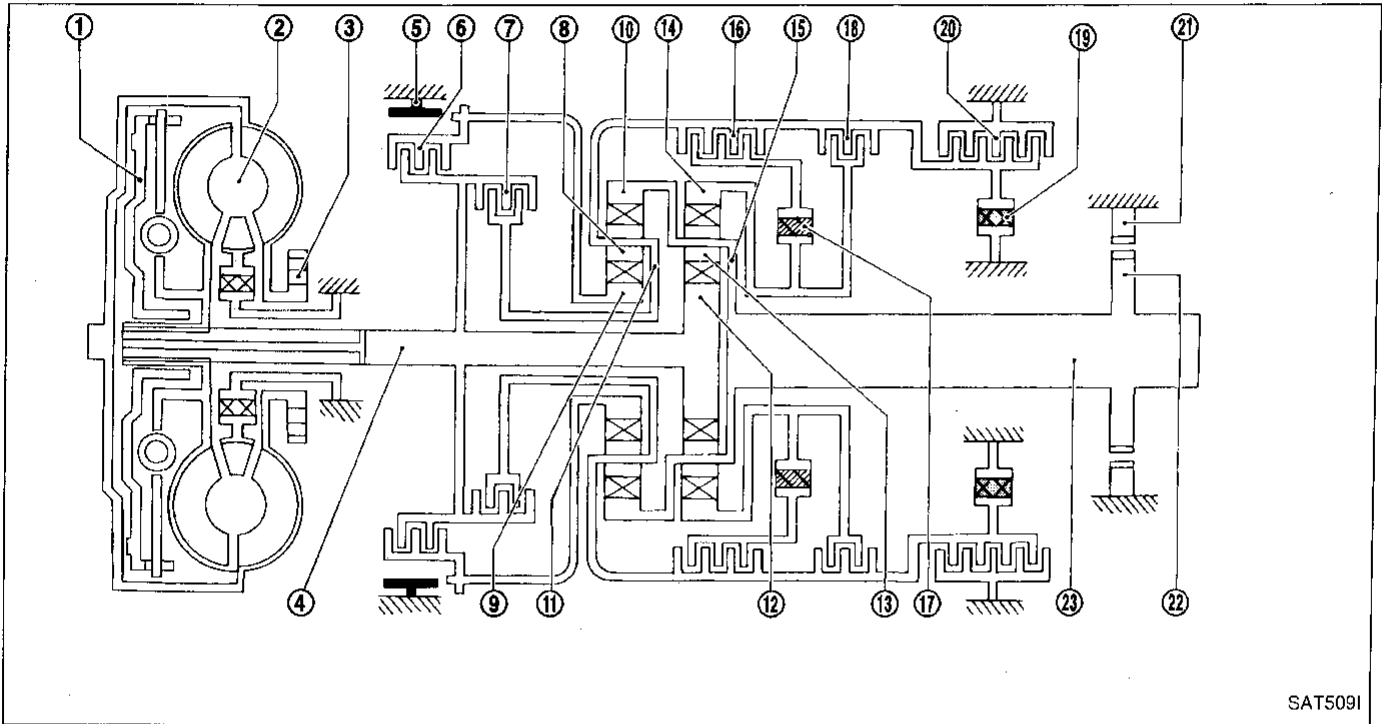 ① ② ③ ⑤ ⑥ ⑦ ⑧ ⑩ ⑭ ⑯ ⑮ ⑱ ⑳ ⑲ ㉑
④ ⑨ ⑪ ⑫ ⑬ ⑰ ㉓ ㉒
SAT509I